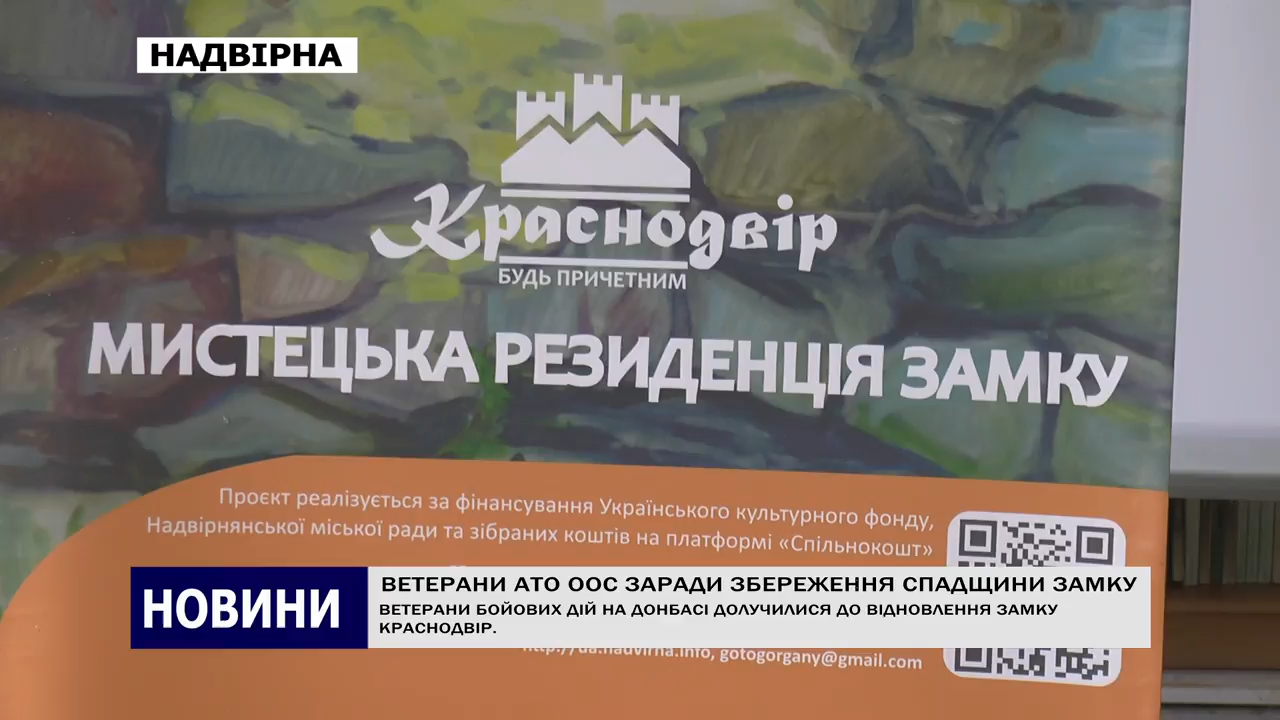 НАДВІРНА
Краснодвір
БУДЬ ПРИЧЕТНИМ
МИСТЕЦЬКА РЕЗИДЕНЦІЯ ЗАМКУ
Проєкт реалізується за фінансування Українського культурного фонду,
Надвірнянської міської ради та зібраних коштів на платформі «Спільнокошт»
НОВИНИ
ВЕТЕРАНИ АТО ООС ЗАРАДИ ЗБЕРЕЖЕННЯ СПАДЩИНИ ЗАМКУ
ВЕТЕРАНИ БОЙОВИХ ДІЙ НА ДОНБАСІ ДОЛУЧИЛИСЯ ДО ВІДНОВЛЕННЯ ЗАМКУ
КРАСНОДВІР.
gotogorgany@gmail.com